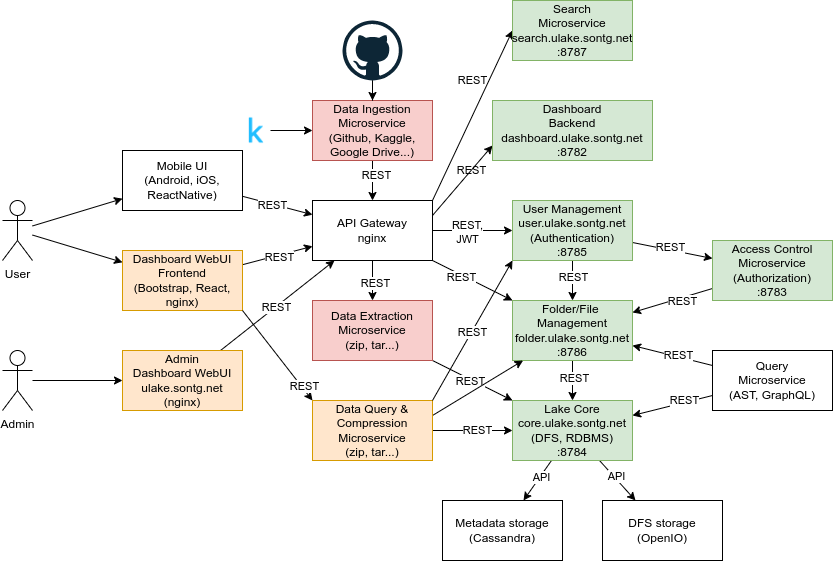 Search
Microservice
search.ulake.sontg.net
:8787
REST
k
Data Ingestion
Microservice
(Github, Kaggle,
Google Drive...)
Dashboard
Backend
dashboard.ulake.sontg.net
:8782
REST
REST
Mobile UI
(Android, iOS,
ReactNative)
REST
API Gateway
nginx
REST,
JWT
User Management
user.ulake.sontg.net
(Authentication)
:8785
REST
Access Control
Microservice
(Authorization)
:8783
User
Dashboard WebUI
Frontend
(Bootstrap, React,
nginx)
REST
REST
REST
REST
REST
REST
Data Extraction
Microservice
(zip, tar...)
REST
Folder/File
Management
folder.ulake.sontg.net
:8786
REST
Admin
Admin
Dashboard WebUI
ulake.sontg.net
(nginx)
REST
REST
REST
REST
Query
Microservice
(AST, GraphQL)
Data Query &
Compression
Microservice
(zip, tar...)
REST
Lake Core
core.ulake.sontg.net
(DFS, RDBMS)
:8784
REST
API
API
Metadata storage
(Cassandra)
DFS storage
(OpenIO)